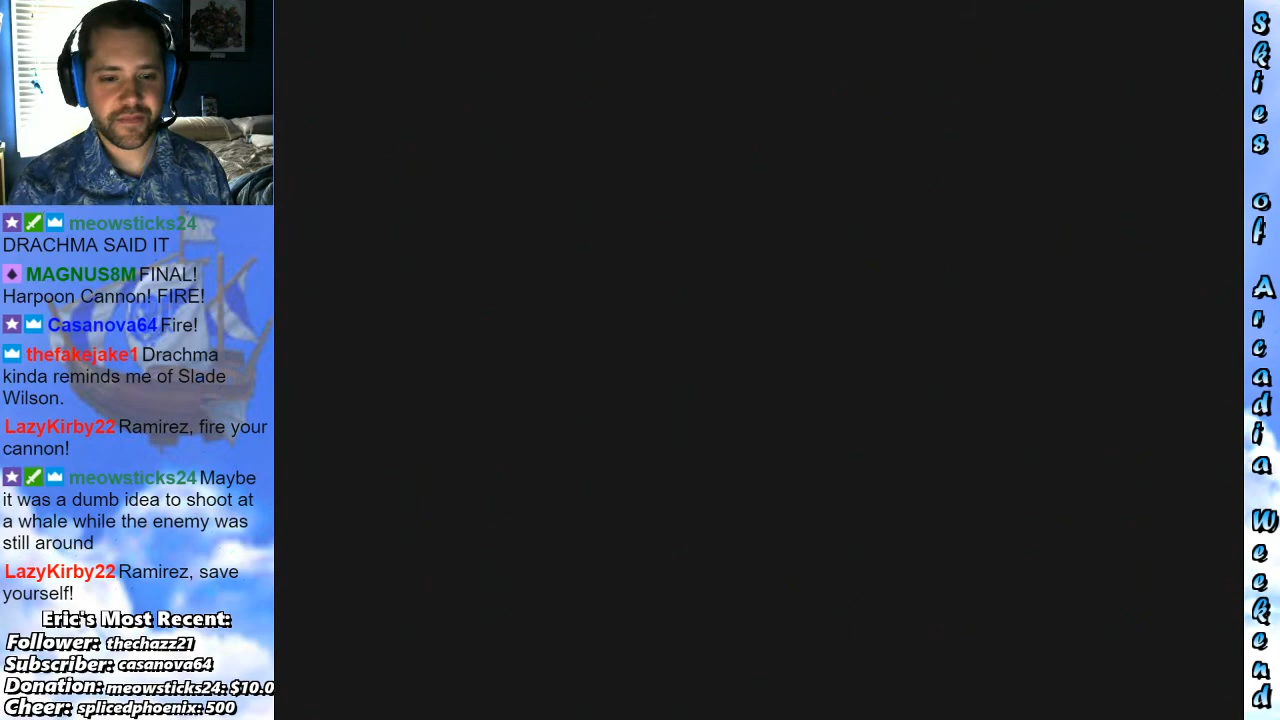 meowsticks24
DRACHMA SAID IT
MAGNUS8M FINAL!
Harpoon Cannon! FIRE!
Casanova64 Fire!
thefakejake1 Drachma
kinda reminds me of Slade
Wilson.
LazyKirby22 Ramirez, fire your
cannon!
meowsticks24 Maybe
it was a dumb idea to shoot at
a whale while the enemy was
still around
LazyKirby22 Ramirez, save
yourself!
Eric's Most Recent:
Follower: thechazz21
Subscriber: casanova64
Donation: meowsticks24: $10.0
Cheer: splicedphoenix: 500
Skies of Arcadia Weekend